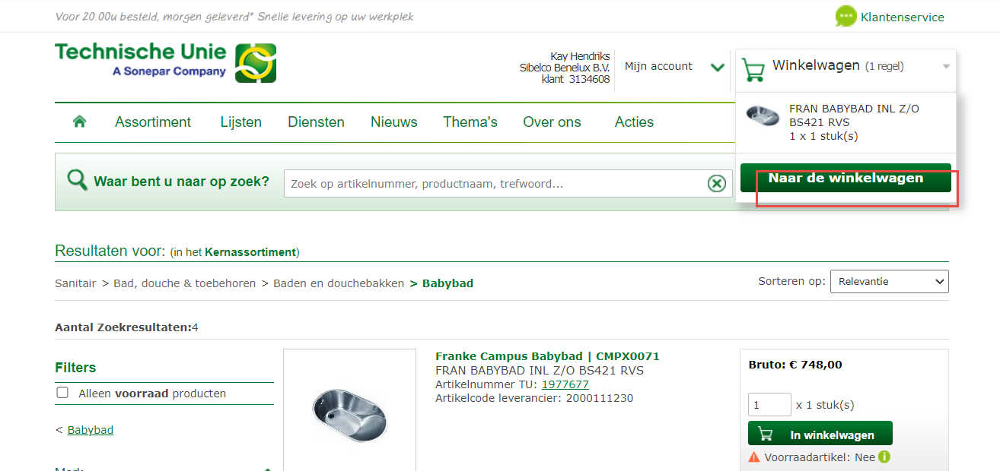 Voor 20.00u besteld, morgen geleverd* Snelle levering op uw werkplek
Klantenservice
Technische Unie
A Sonepar Company
Kay Hendriks
Sibelco Benelux B.V.
klant 3134608
Mijn account
Winkelwagen (1 regel)
FRAN BABYBAD INL Z/O
BS421 RVS
1 x 1 stuk(s)
Naar de winkelwagen
Assortiment Lijsten Diensten Nieuws Thema's Over ons Acties
Waar bent u naar op zoek?
Zoek op artikelnummer, productnaam, trefwoord...
Resultaten voor: (in het Kernassortiment)
Sanitair > Bad, douche & toebehoren > Baden en douchebakken > Babybad
Sorteren op: Relevantie
Aantal Zoekresultaten:4
Filters
Alleen voorraad producten
< Babybad
Merk
Franke Campus Babybad | CMPX0071
FRAN BABYBAD INL Z/O BS421 RVS
Artikelnummer TU: 1977677
Artikelcode leverancier: 2000111230
Bruto: € 748,00
1 x 1 stuk(s)
In winkelwagen
Voorraadartikel: Nee